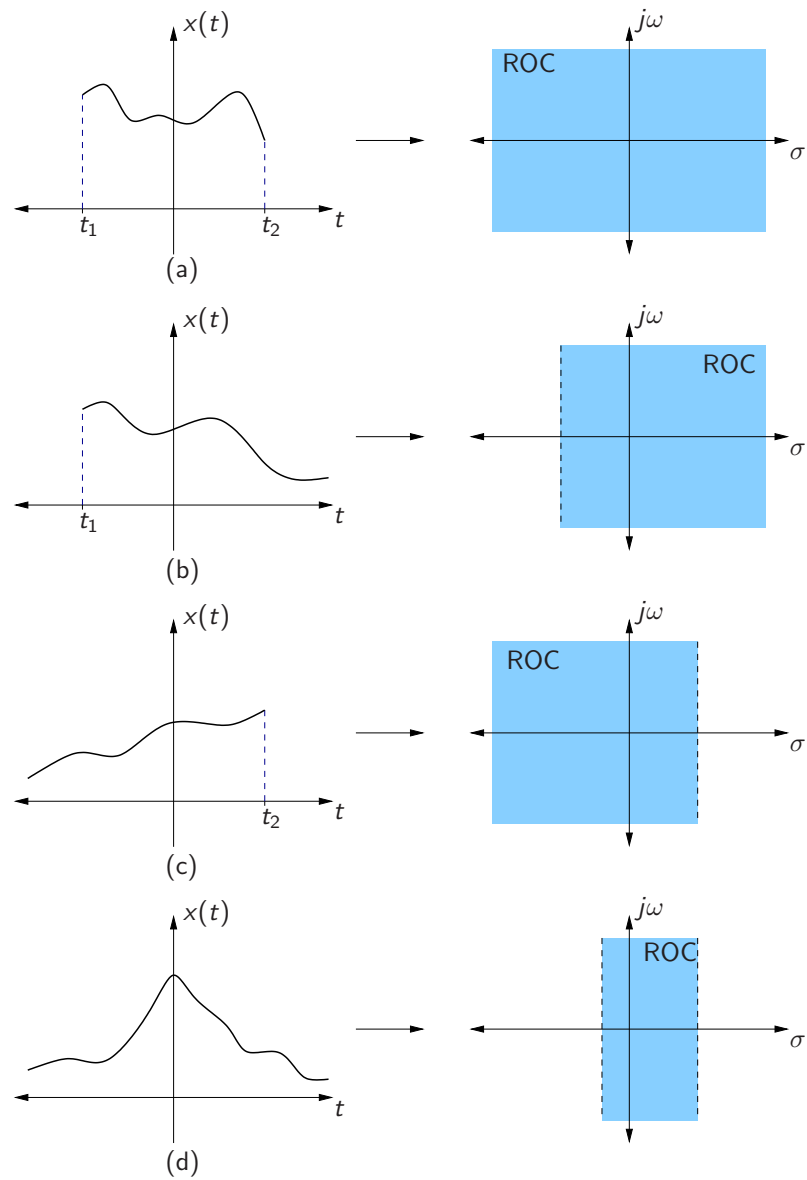 x(t)
jω
ROC
σ
t₁
t₂
t
(a)
x(t)
jω
ROC
σ
t₁
t
(b)
x(t)
jω
ROC
σ
t₂
t
(c)
x(t)
jω
ROC
σ
t
(d)